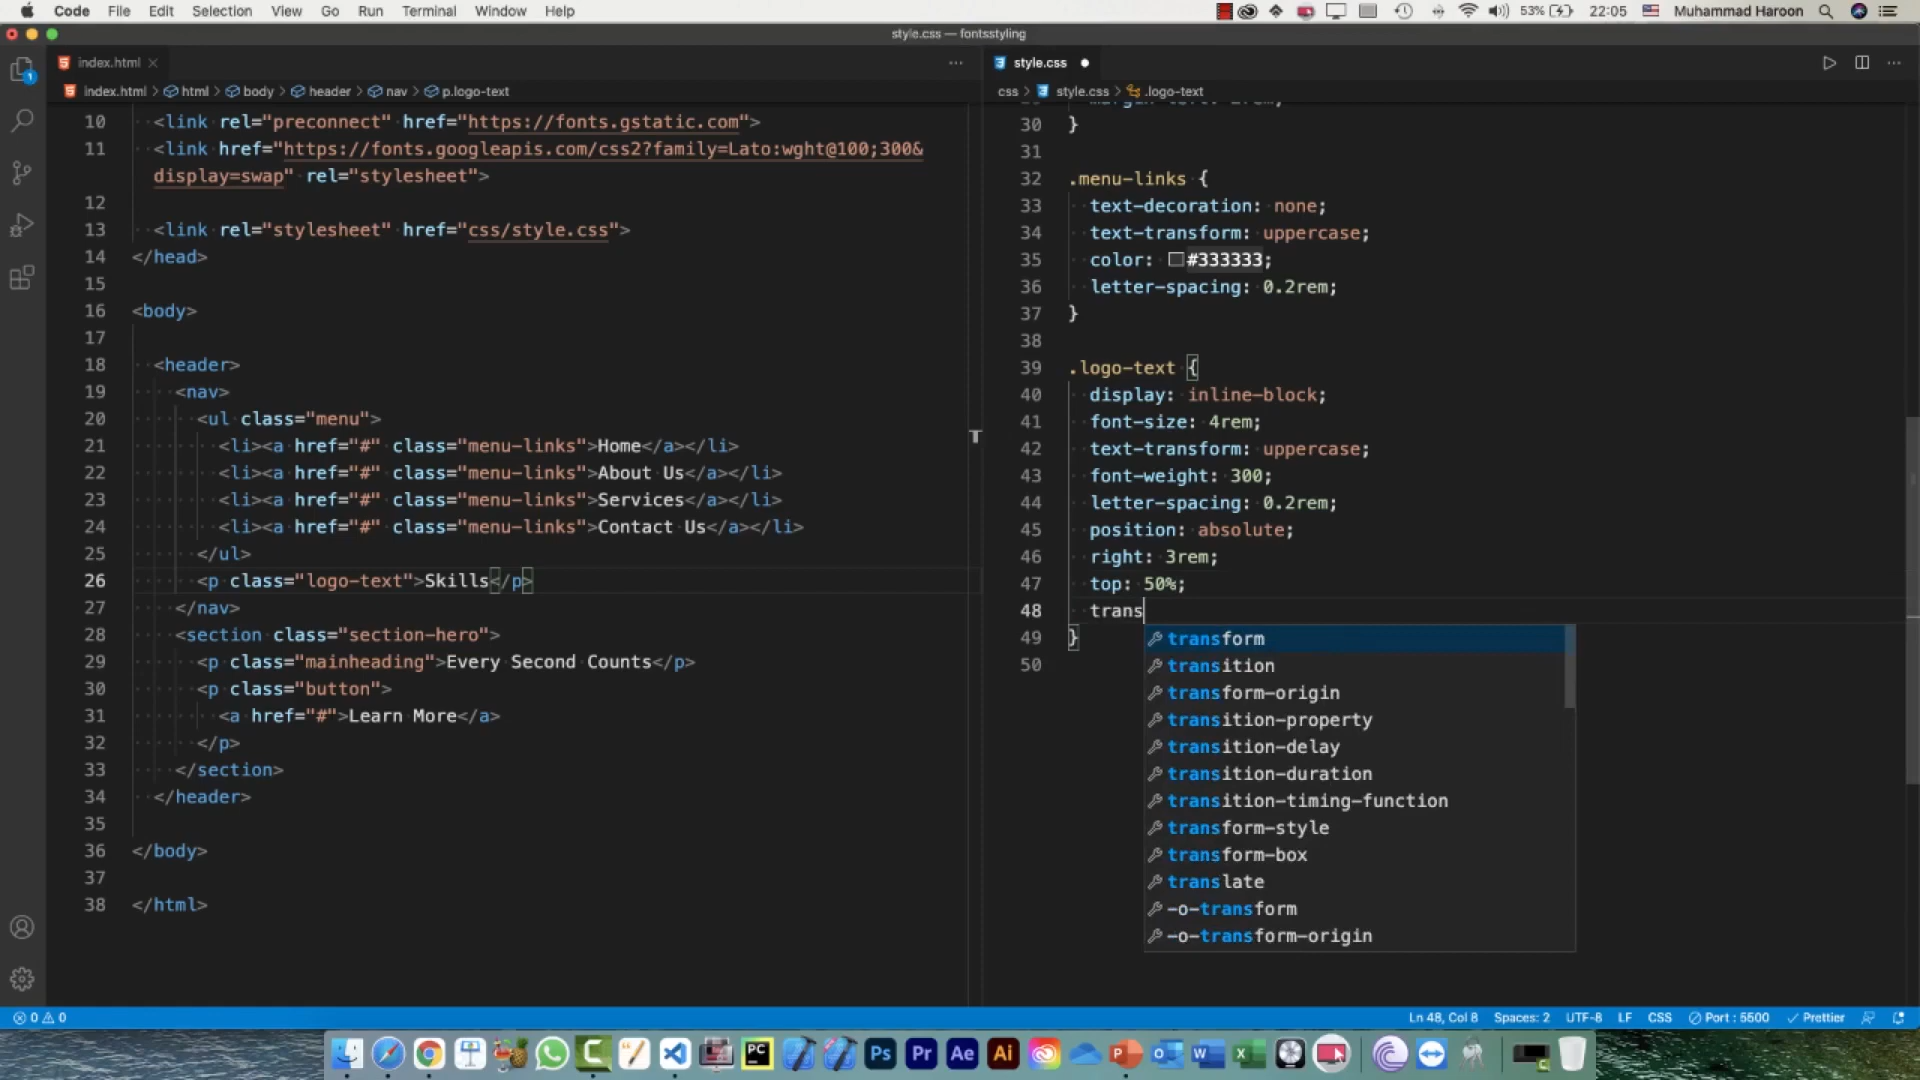 Code File Edit Selection View Go Run Terminal Window Help 53% 22:05 Muhammad Haroon
style.css — fontsstyling
index.html
index.html > html > body > header > nav > p.logo-text
10 <link rel="preconnect" href="https://fonts.gstatic.com">
11 <link href="https://fonts.googleapis.com/css2?family=Lato:wght@100;300&
display=swap" rel="stylesheet">
12
13 <link rel="stylesheet" href="css/style.css">
14 </head>
15
16 <body>
17
18 <header>
19 <nav>
20 <ul class="menu">
21 <li><a href="#" class="menu-links">Home</a></li>
22 <li><a href="#" class="menu-links">About Us</a></li>
23 <li><a href="#" class="menu-links">Services</a></li>
24 <li><a href="#" class="menu-links">Contact Us</a></li>
25 </ul>
26 <p class="logo-text">Skills</p>
27 </nav>
28 <section class="section-hero">
29 <p class="mainheading">Every Second Counts</p>
30 <p class="button">
31 <a href="#">Learn More</a>
32 </p>
33 </section>
34 </header>
35
36 </body>
37
38 </html>
style.css
css > style.css > .logo-text
30 }
31
32 .menu-links {
33 text-decoration: none;
34 text-transform: uppercase;
35 color: #333333;
36 letter-spacing: 0.2rem;
37 }
38
39 .logo-text {
40 display: inline-block;
41 font-size: 4rem;
42 text-transform: uppercase;
43 font-weight: 300;
44 letter-spacing: 0.2rem;
45 position: absolute;
46 right: 3rem;
47 top: 50%;
48 trans
49 }
50
transform
transition
transform-origin
transition-property
transition-delay
transition-duration
transition-timing-function
transform-style
transform-box
translate
-o-transform
-o-transform-origin
0 0 Ln 48, Col 8 Spaces: 2 UTF-8 LF CSS Port : 5500 Prettier
PC Ps Pr Ae Ai